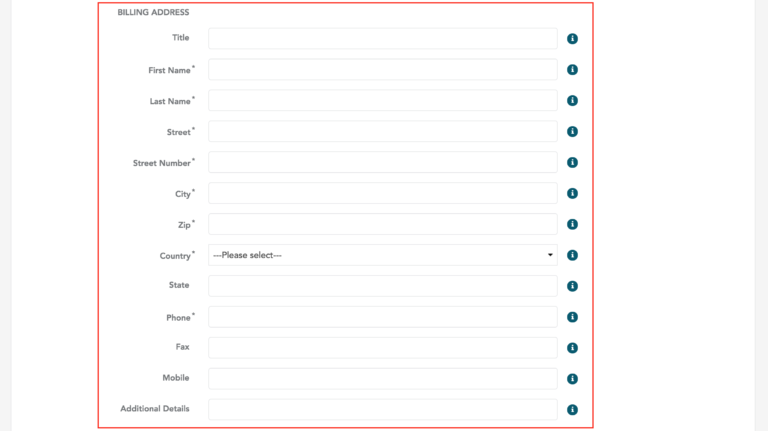 BILLING ADDRESS
Title
First Name*
Last Name*
Street*
Street Number*
City*
Zip*
Country* ---Please select---
State
Phone*
Fax
Mobile
Additional Details